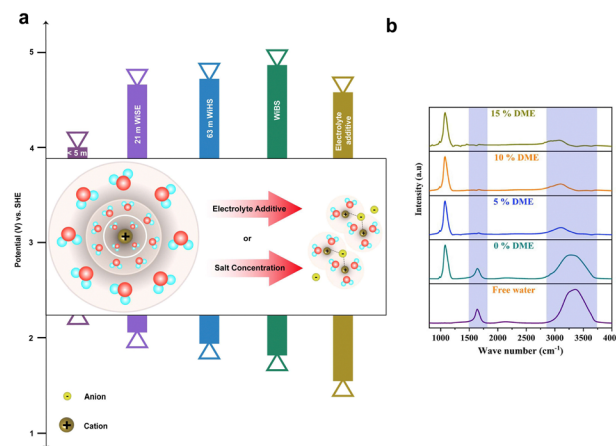 a
b
Potential (V) vs. SHE
5
4
3
2
1
< 5 m
21 m WiSE
63 m WiHS
WiBS
Electrolyte
additive
Electrolyte Additive
or
Salt Concentration
+
Anion
Cation
Intensity (a.u)
15 % DME
10 % DME
5 % DME
0 % DME
Free water
1000 1500 2000 2500 3000 3500 400
Wave number (cm⁻¹)